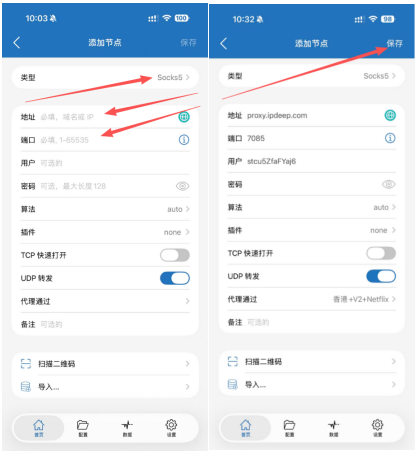 10:03
100
添加节点
保存
类型
Socks5
地址 必填，域名或 IP
端口 必填, 1-65535
用户 可选的
密码 可选，最大长度 128
算法
auto
插件
none
TCP 快速打开
UDP 转发
代理通过
备注 可选的
扫描二维码
导入...
首页
配置
数据
设置
10:32
98
添加节点
保存
类型
Socks5
地址 proxy.ipdeep.com
端口 7085
用户 stcu5ZfaFYaj6
密码
算法
auto
插件
none
TCP 快速打开
UDP 转发
代理通过
香港 +V2+Netflix
备注 可选的
扫描二维码
导入...
首页
配置
数据
设置